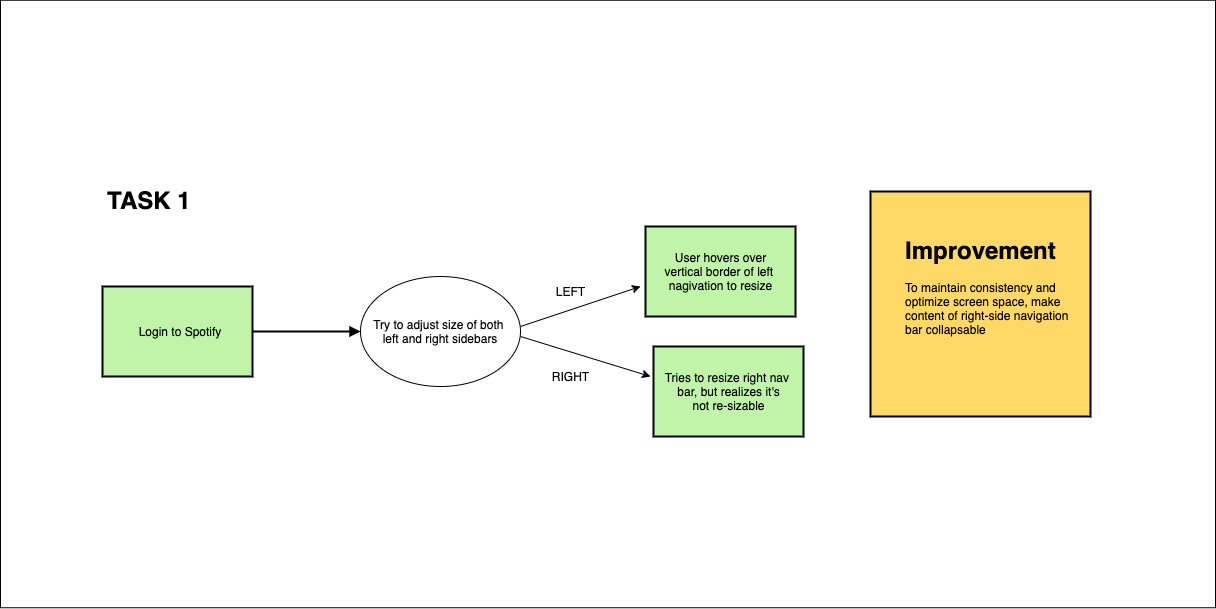 TASK 1
Login to Spotify
Try to adjust size of both
left and right sidebars
LEFT
User hovers over
vertical border of left
nagivation to resize
RIGHT
Tries to resize right nav
bar, but realizes it's
not re-sizable
Improvement
To maintain consistency and
optimize screen space, make
content of right-side navigation
bar collapsable